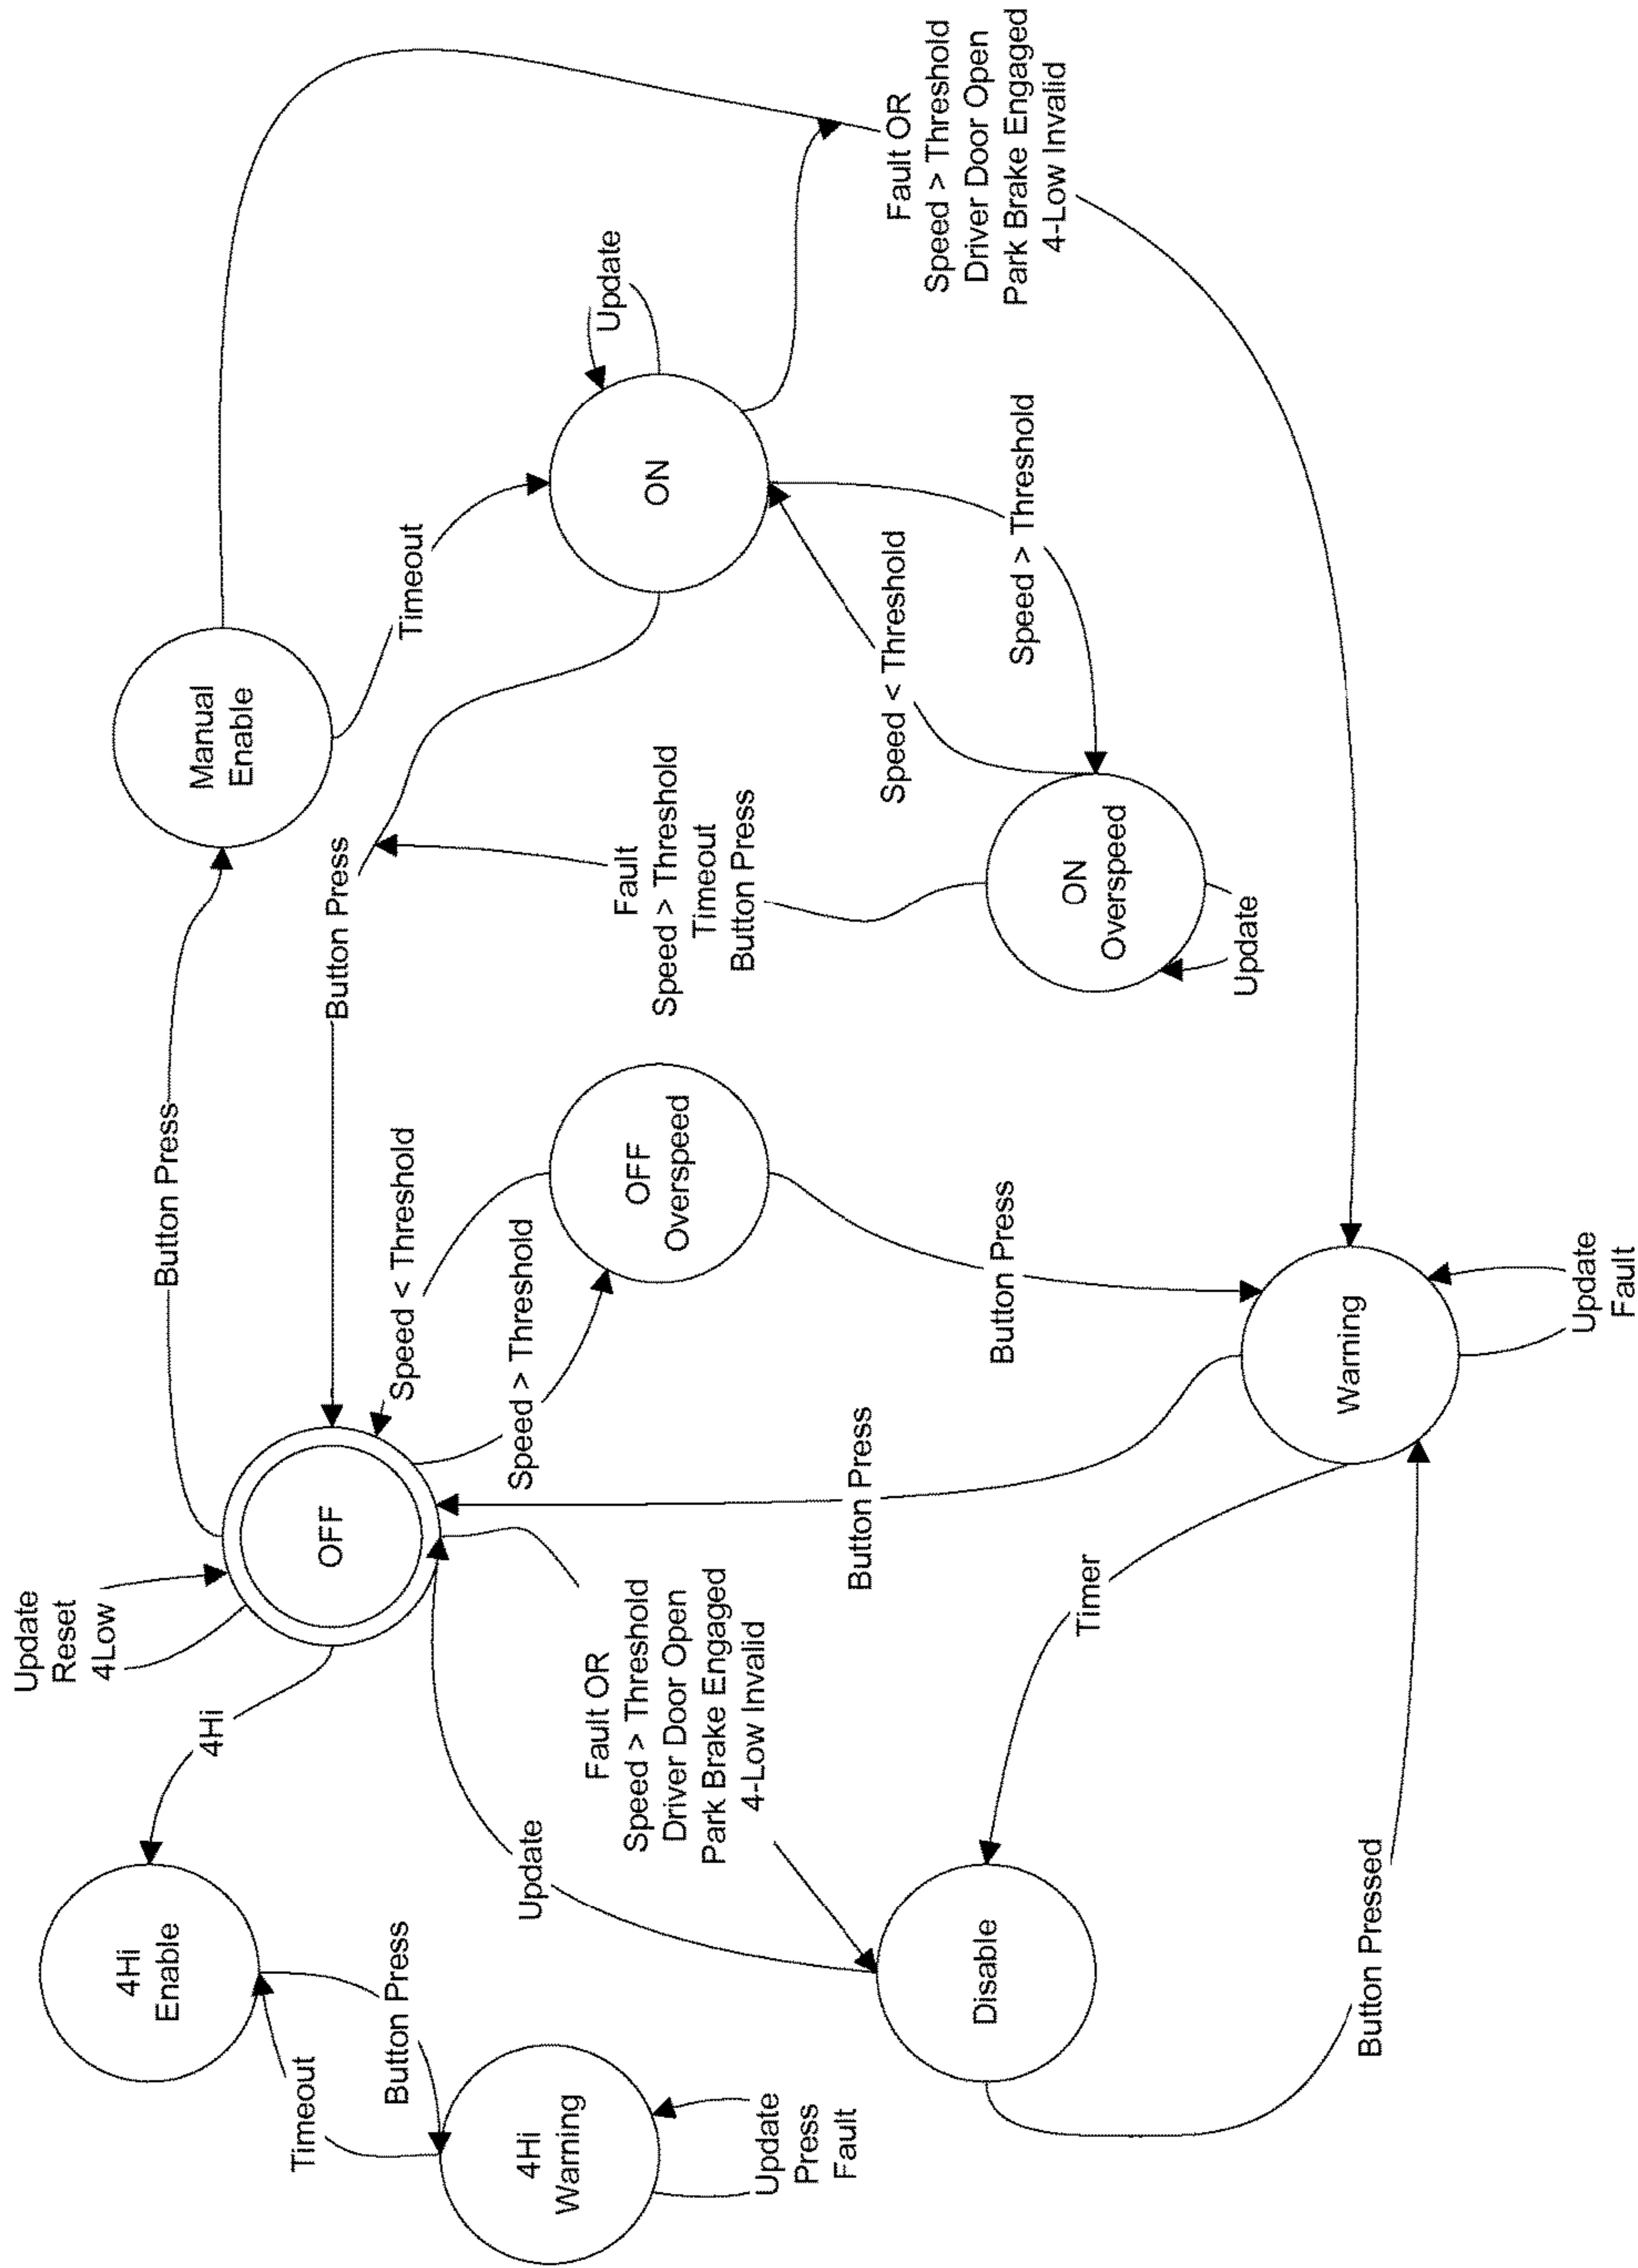 Update
Reset
4Low
4Hi
Enable
4Hi
OFF
Button Press
Manual
Enable
Timeout
Button Press
4Hi
Warning
Update
Press
Fault
Button Press
Timeout
ON
Update
Speed < Threshold
Speed > Threshold
OFF
Overspeed
Fault
Speed > Threshold
Timeout
Button Press
Speed < Threshold
Speed > Threshold
ON
Overspeed
Update
Fault OR
Speed > Threshold
Driver Door Open
Park Brake Engaged
4-Low Invalid
Update
Fault OR
Speed > Threshold
Driver Door Open
Park Brake Engaged
4-Low Invalid
Button Press
Button Press
Disable
Timer
Warning
Button Pressed
Update
Fault